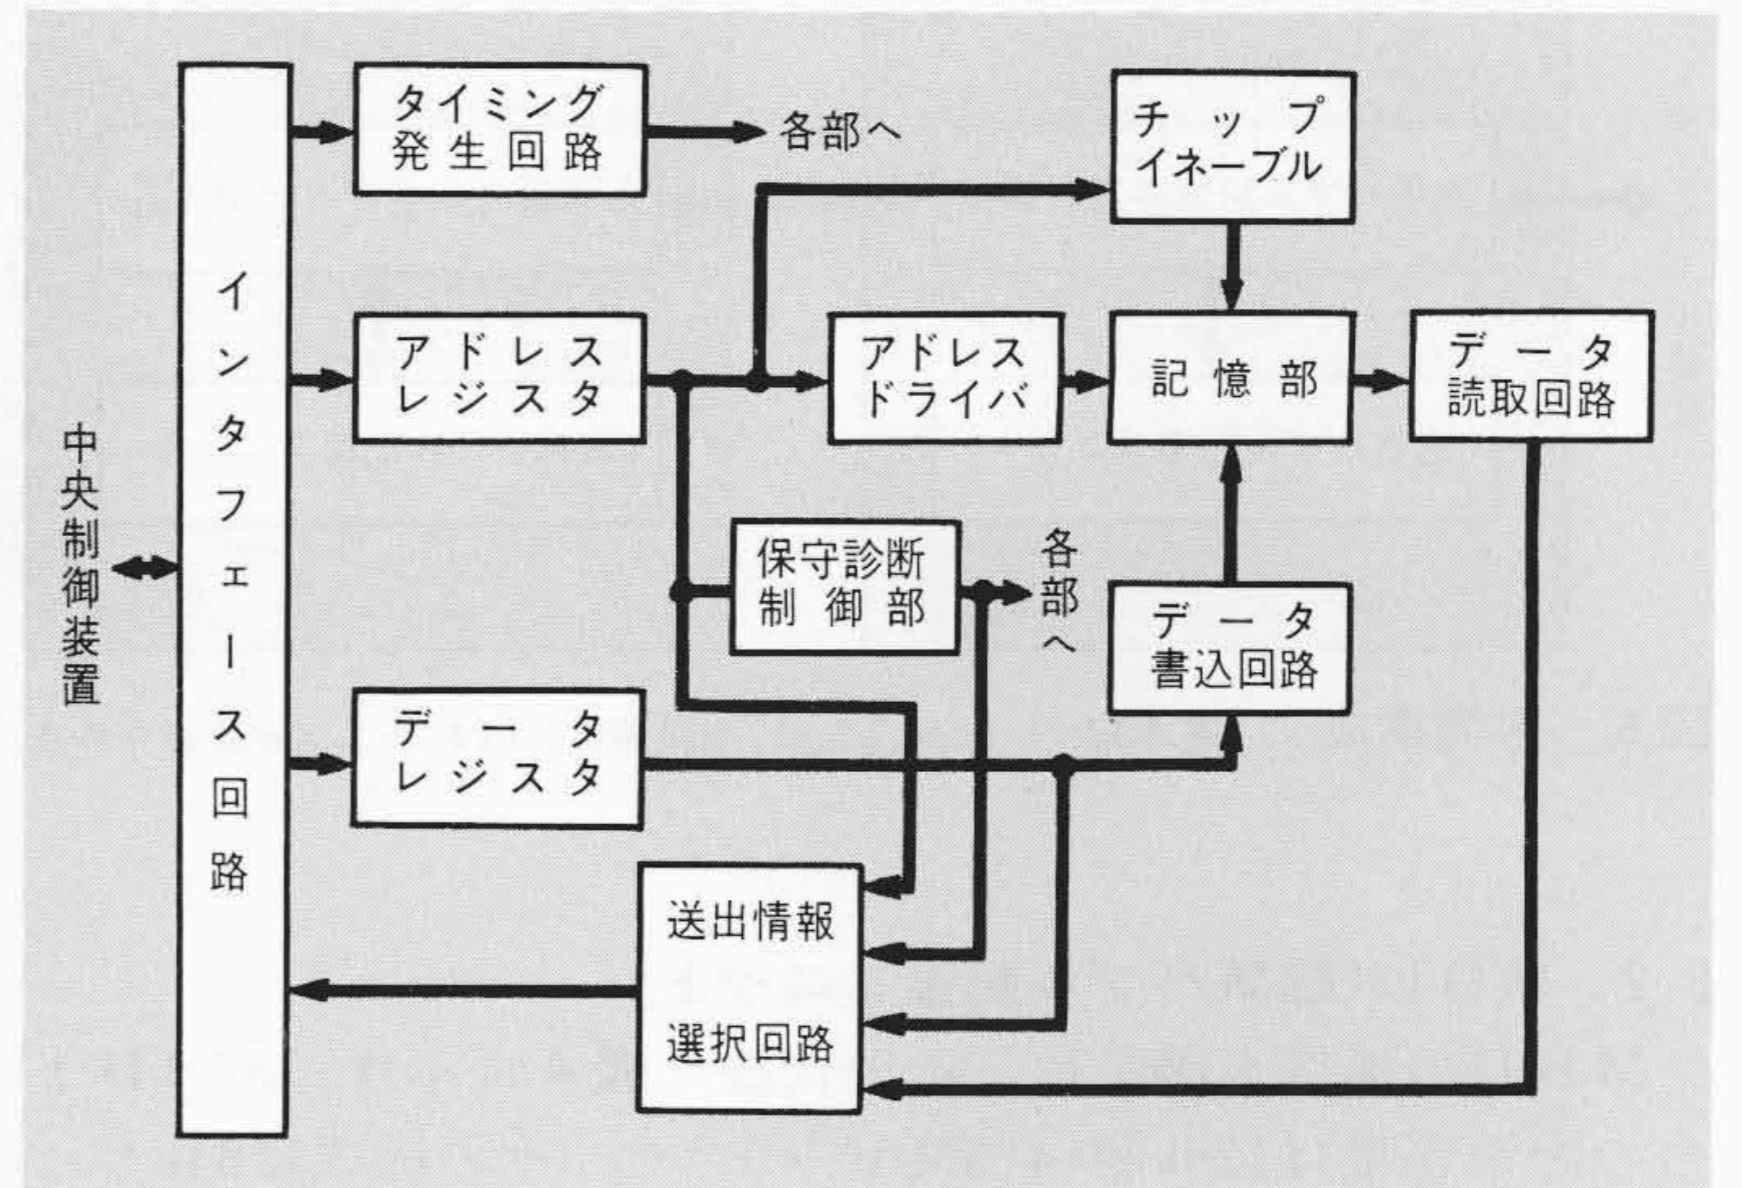 中央制御装置
インタフェース回路
タイミング
発生回路
各部へ
チップ
イネーブル
アドレス
レジスタ
アドレス
ドライバ
記憶部
データ
読取回路
保守診断
制御部
各部へ
データ
書込回路
データ
レジスタ
送出情報
選択回路